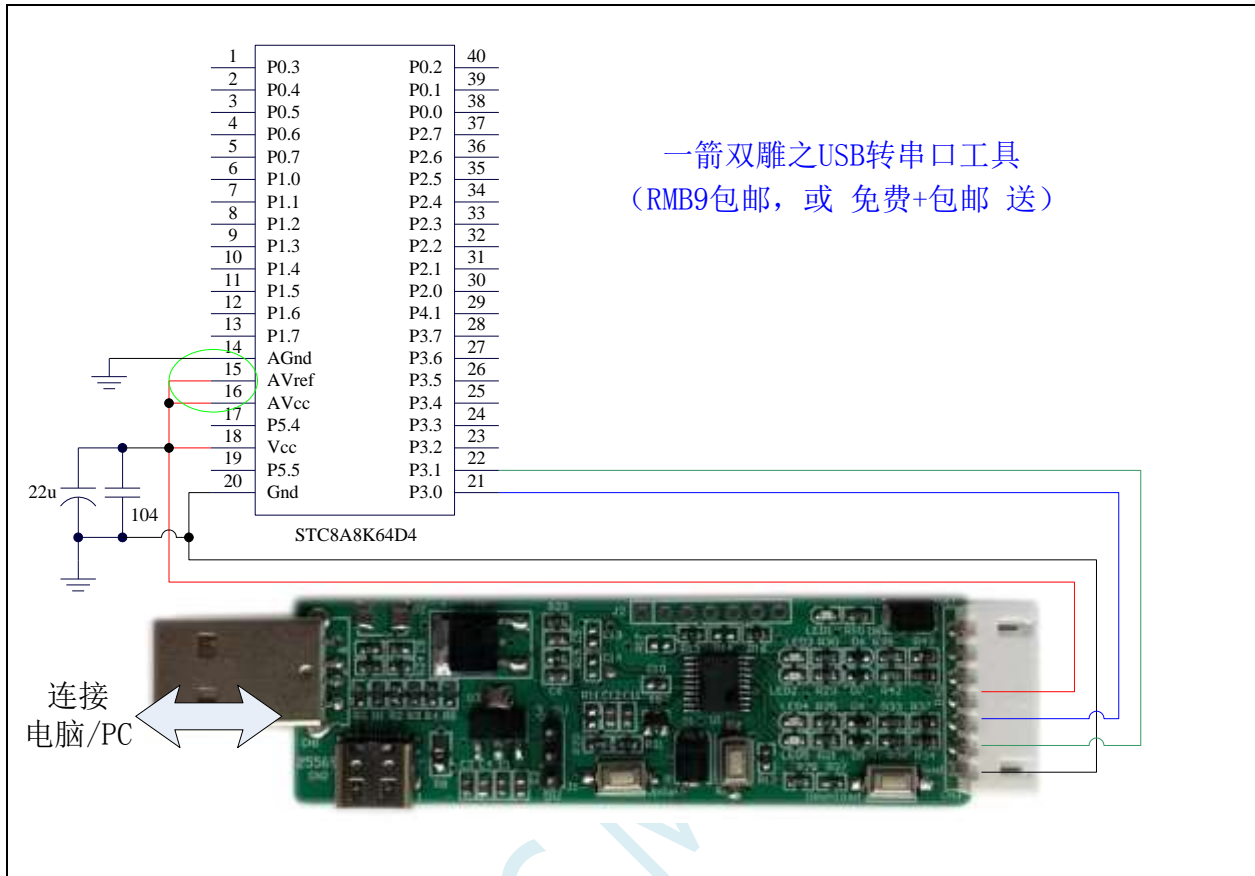 1 P0.3 P0.2 40
2 P0.4 P0.1 39
3 P0.5 P0.0 38
4 P0.6 P2.7 37
5 P0.7 P2.6 36
6 P1.0 P2.5 35
7 P1.1 P2.4 34
8 P1.2 P2.3 33
9 P1.3 P2.2 32
10 P1.4 P2.1 31
11 P1.5 P2.0 30
12 P1.6 P4.1 29
13 P1.7 P3.7 28
14 AGnd P3.6 27
15 AVref P3.5 26
16 AVcc P3.4 25
17 P5.4 P3.3 24
18 Vcc P3.2 23
19 P5.5 P3.1 22
20 Gnd P3.0 21
STC8A8K64D4
一箭双雕之USB转串口工具
(RMB9包邮，或 免费+包邮 送)
22u
104
连接
电脑/PC
J2
LED3
LED2
LED4